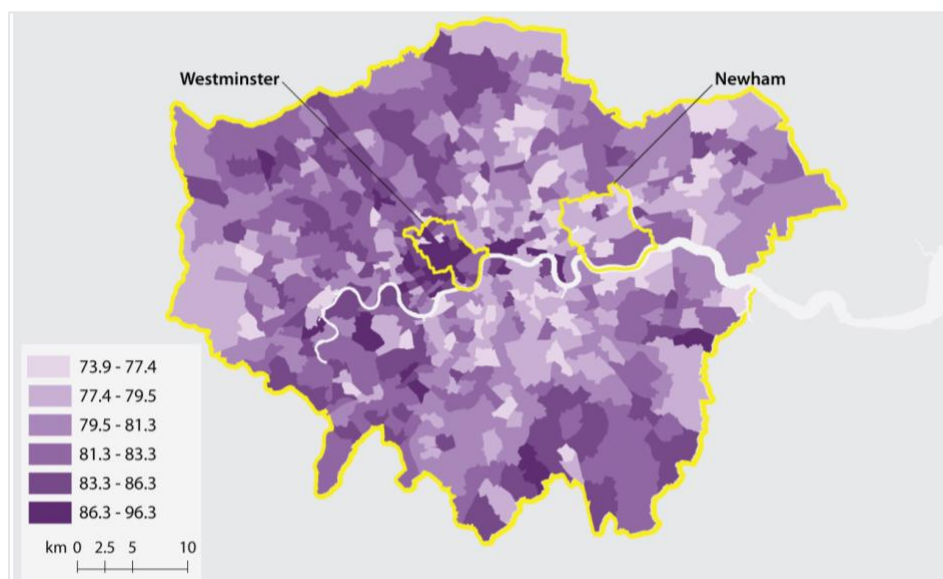 Westminster
Newham
73.9 - 77.4
77.4 - 79.5
79.5 - 81.3
81.3 - 83.3
83.3 - 86.3
86.3 - 96.3
km 0 2.5 5 10